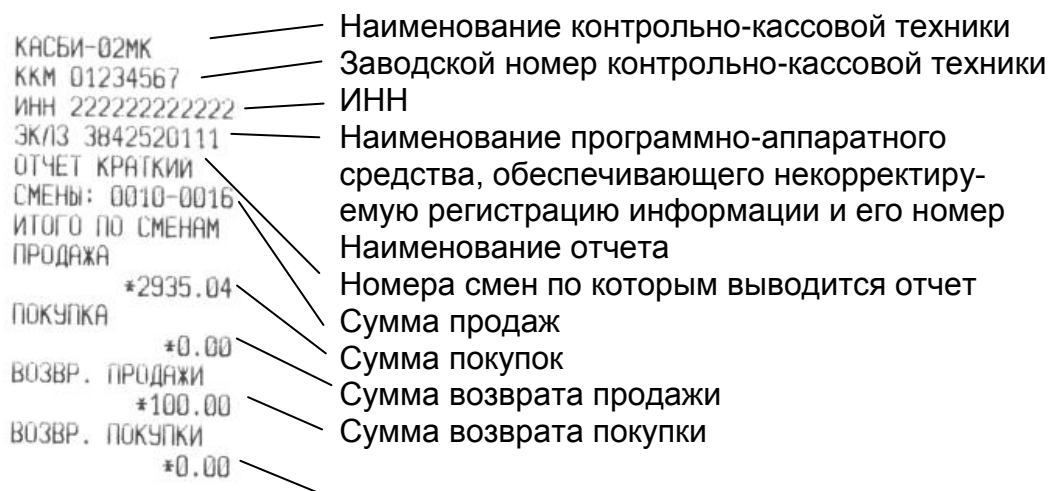 КАСБИ-02МК
ККМ 01234567
ИНН 222222222222
ЭКЛЗ 3842520111
ОТЧЕТ КРАТКИЙ
СМЕНЫ: 0010-0016
ИТОГО ПО СМЕНАМ
ПРОДАЖА
*2935.04
ПОКУПКА
*0.00
ВОЗВР. ПРОДАЖИ
*100.00
ВОЗВР. ПОКУПКИ
*0.00
Наименование контрольно-кассовой техники
Заводской номер контрольно-кассовой техники
ИНН
Наименование программно-аппаратного
средства, обеспечивающего некорректиру-
емую регистрацию информации и его номер
Наименование отчета
Номера смен по которым выводится отчет
Сумма продаж
Сумма покупок
Сумма возврата продажи
Сумма возврата покупки